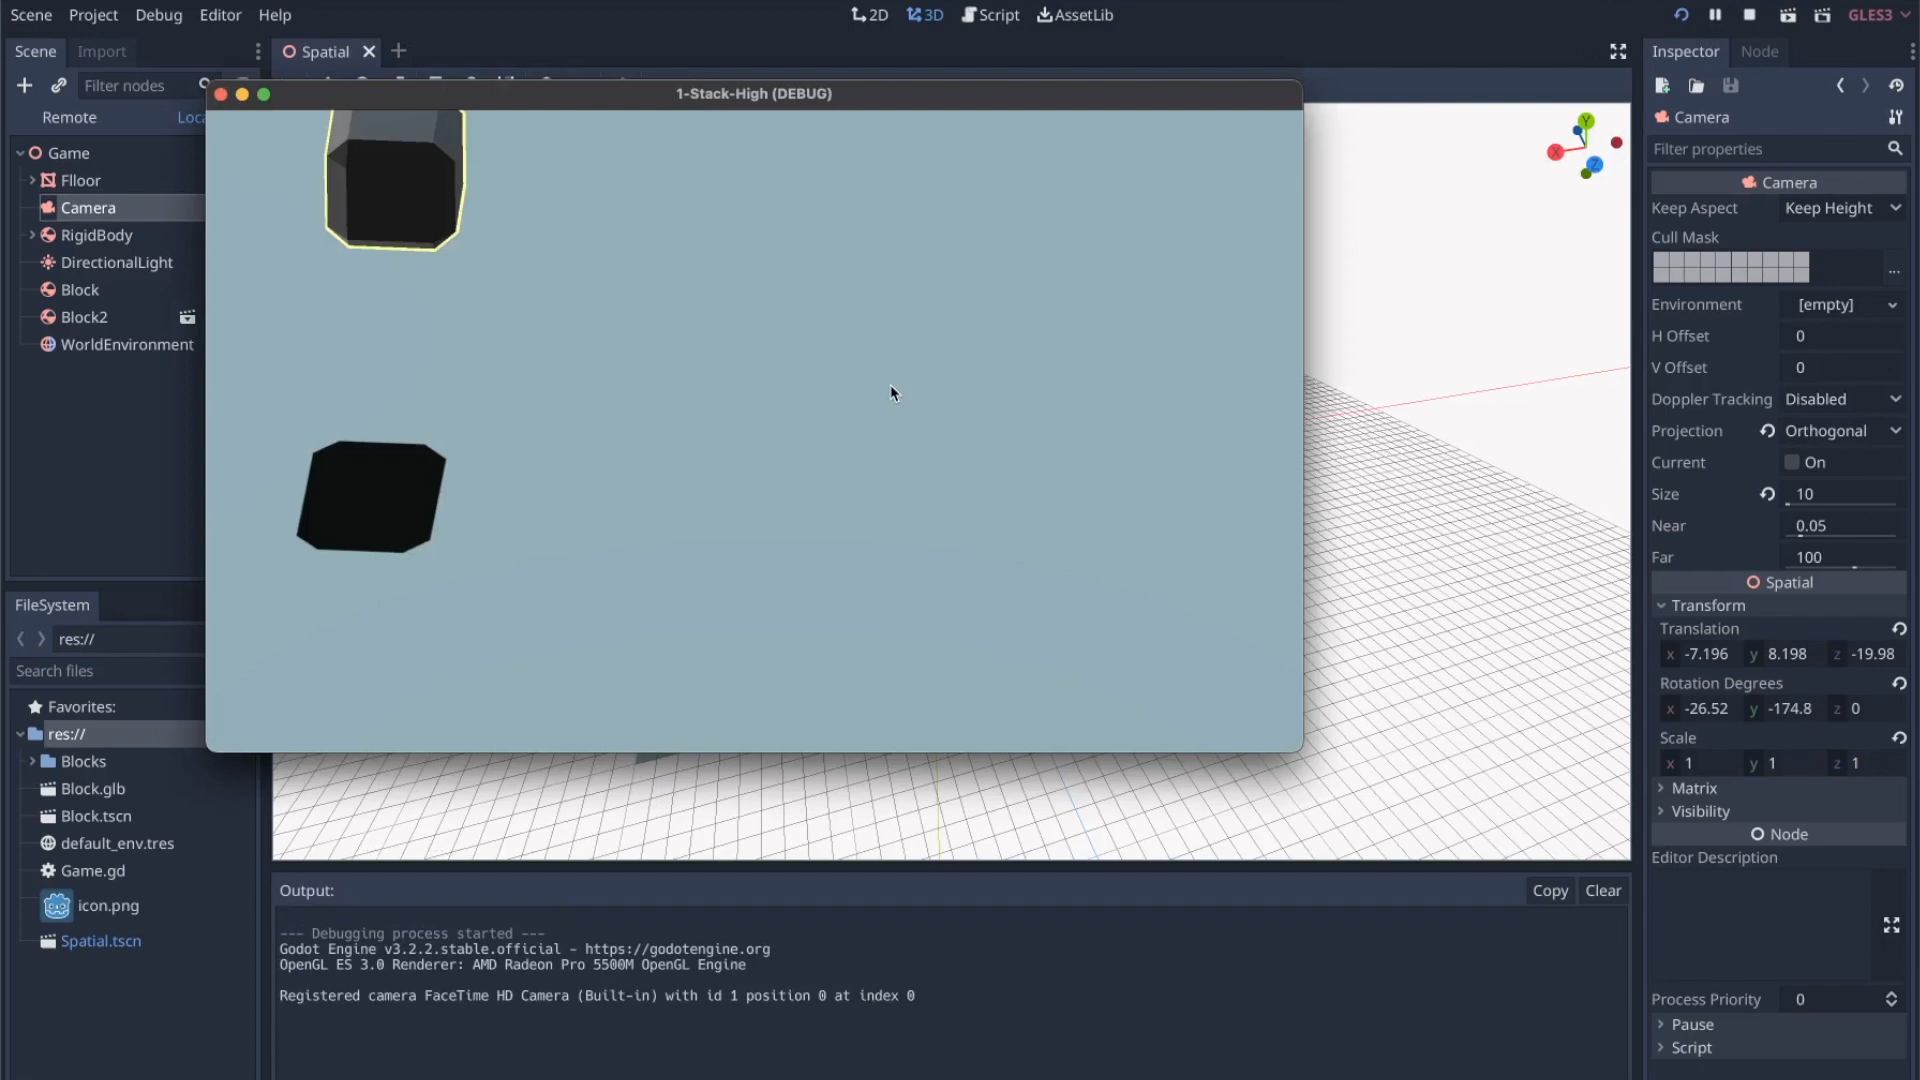 Scene Project Debug Editor Help
2D 3D Script AssetLib
GLES3
Scene Import
Spatial
Inspector Node
Filter nodes
1-Stack-High (DEBUG)
Remote
Loca
Game
Flloor
Camera
RigidBody
DirectionalLight
Block
Block2
WorldEnvironment
Y
X
Z
Camera
Filter properties
Camera
Keep Aspect Keep Height
Cull Mask
...
Environment [empty]
H Offset 0
V Offset 0
Doppler Tracking Disabled
Projection Orthogonal
Current On
Size 10
Near 0.05
Far 100
Spatial
Transform
Translation
x -7.196 y 8.198 z -19.98
Rotation Degrees
x -26.52 y -174.8 z 0
Scale
x 1 y 1 z 1
Matrix
Visibility
Node
Editor Description
Process Priority 0
Pause
Script
FileSystem
res://
Search files
Favorites:
res://
Blocks
Block.glb
Block.tscn
default_env.tres
Game.gd
icon.png
Spatial.tscn
Output:
Copy Clear
--- Debugging process started ---
Godot Engine v3.2.2.stable.official - https://godotengine.org
OpenGL ES 3.0 Renderer: AMD Radeon Pro 5500M OpenGL Engine
Registered camera FaceTime HD Camera (Built-in) with id 1 position 0 at index 0